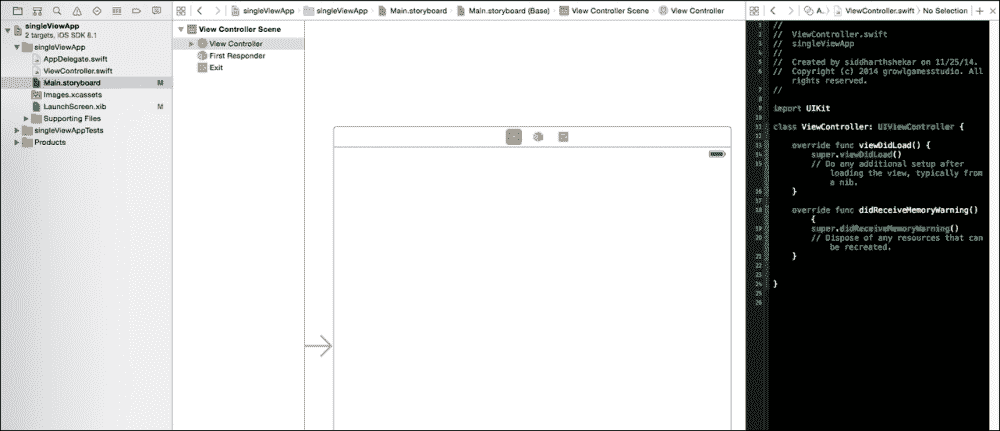 singleViewApp
2 targets, iOS SDK 8.1
singleViewApp
AppDelegate.swift
ViewController.swift
Main.storyboard M
Images.xcassets
LaunchScreen.xib M
Supporting Files
singleViewAppTests
Products
singleViewApp singleViewApp Main.storyboard Main.storyboard (Base) View Controller Scene View Controller
View Controller Scene
View Controller
First Responder
Exit
A... ViewController.swift No Selection
1 //
2 // ViewController.swift
3 // singleViewApp
4 //
5 // Created by siddharthshekar on 11/25/14.
6 // Copyright (c) 2014 growlgamesstudio. All
rights reserved.
7 //
8
9 import UIKit
10
11 class ViewController: UIViewController {
12
13 override func viewDidLoad() {
14 super.viewDidLoad()
15 // Do any additional setup after
loading the view, typically from
a nib.
16 }
17
18 override func didReceiveMemoryWarning()
{
19 super.didReceiveMemoryWarning()
20 // Dispose of any resources that can
be recreated.
21 }
22
23
24 }